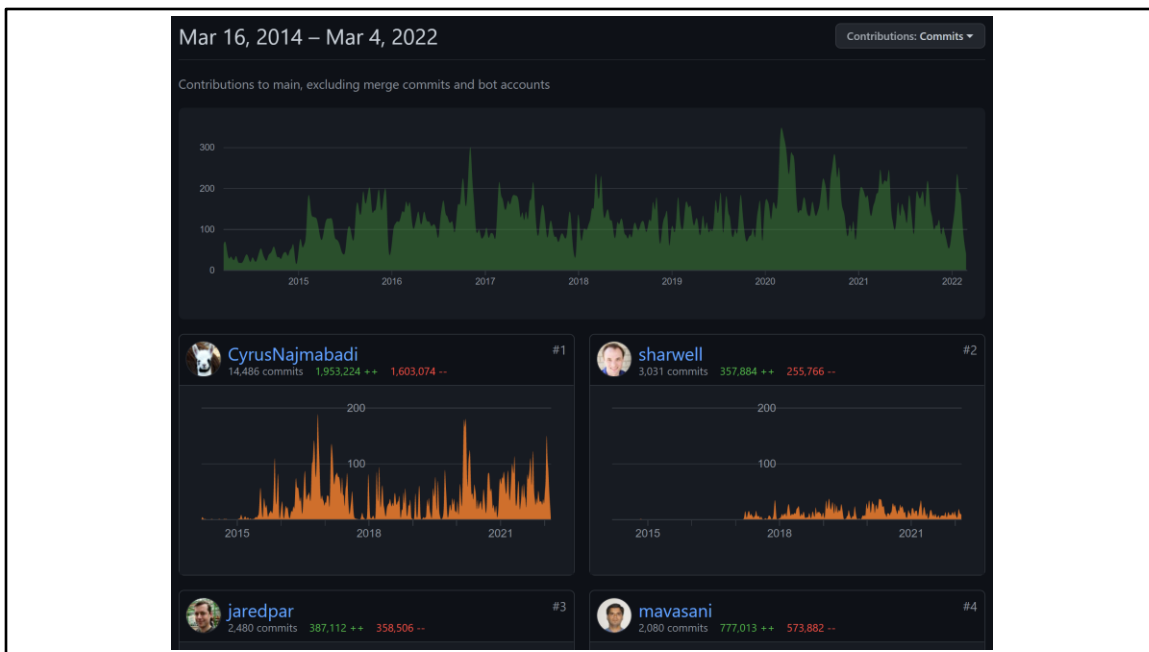 Mar 16, 2014 – Mar 4, 2022
Contributions: Commits
Contributions to main, excluding merge commits and bot accounts
300
200
100
0
2015 2016 2017 2018 2019 2020 2021 2022
CyrusNajmabadi #1
14,486 commits 1,953,224 ++ 1,603,074 --
200
100
2015 2018 2021
sharwell #2
3,031 commits 357,884 ++ 255,766 --
200
100
2015 2018 2021
jaredpar #3
2,480 commits 387,112 ++ 358,506 --
mavasani #4
2,080 commits 777,013 ++ 573,882 --